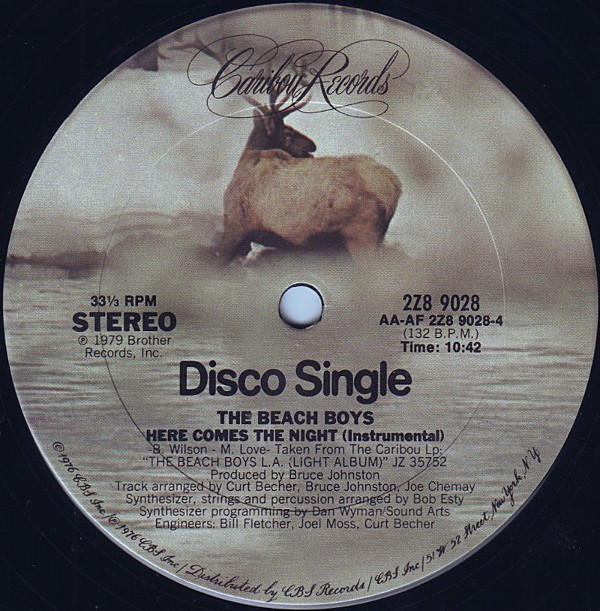 Caribou Records
33⅓ RPM
STEREO
℗ 1979 Brother
Records, Inc.
2Z8 9028
AA-AF 2Z8 9028-4
(132 B.P.M.)
Time: 10:42
Disco Single
THE BEACH BOYS
HERE COMES THE NIGHT (Instrumental)
-B. Wilson - M. Love- Taken From The Caribou Lp:
"THE BEACH BOYS L.A. (LIGHT ALBUM)" JZ 35752
Produced by Bruce Johnston
Track arranged by Curt Becher, Bruce Johnston, Joe Chemay
Synthesizer, strings and percussion arranged by Bob Esty
Synthesizer programming by Dan Wyman/Sound Arts
Engineers: Bill Fletcher, Joel Moss, Curt Becher
©1976 CBS Inc/℗1976 CBS Inc/Distributed by CBS Records/CBS Inc/51 W 52 Street, New York, N.Y.